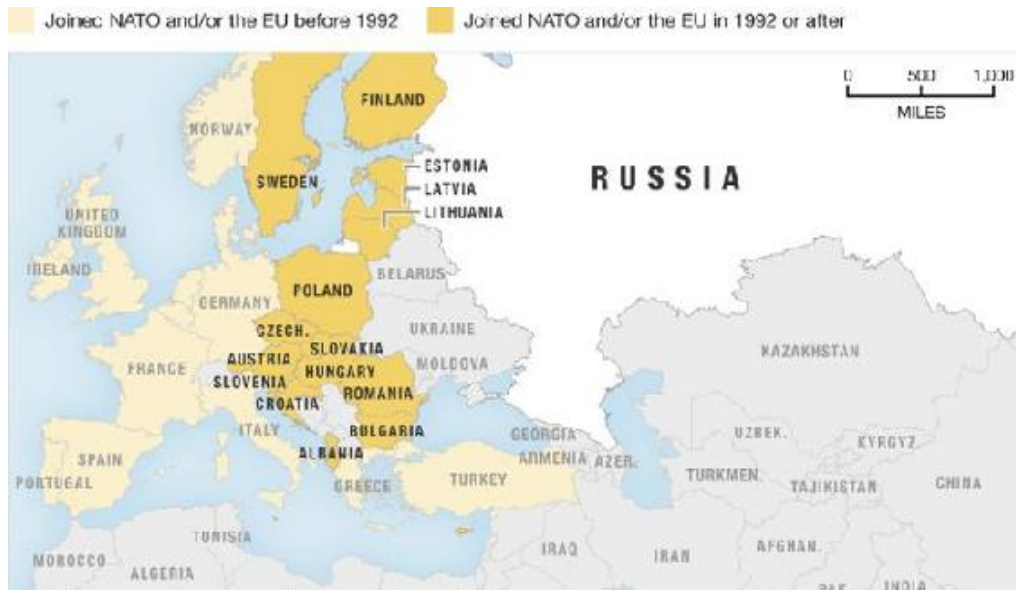 Joined NATO and/or the EU before 1992
Joined NATO and/or the EU in 1992 or after
0 500 1,000
MILES
FINLAND
NORWAY
SWEDEN
ESTONIA
LATVIA
LITHUANIA
RUSSIA
UNITED
KINGDOM
IRELAND
BELARUS
POLAND
GERMANY
CZECH.
UKRAINE
SLOVAKIA
AUSTRIA
MOLDOVA
KAZAKHSTAN
FRANCE
HUNGARY
SLOVENIA
ROMANIA
CROATIA
ITALY
BULGARIA
GEORGIA
UZBEK.
KYRGYZ
ALBANIA
ARMENIA
AZER.
SPAIN
TURKMEN.
PORTUGAL
GREECE
TURKEY
TAJIKISTAN
CHINA
TUNISIA
IRAQ
IRAN
AFGHAN.
MOROCCO
ALGERIA
PAK.
INDIA